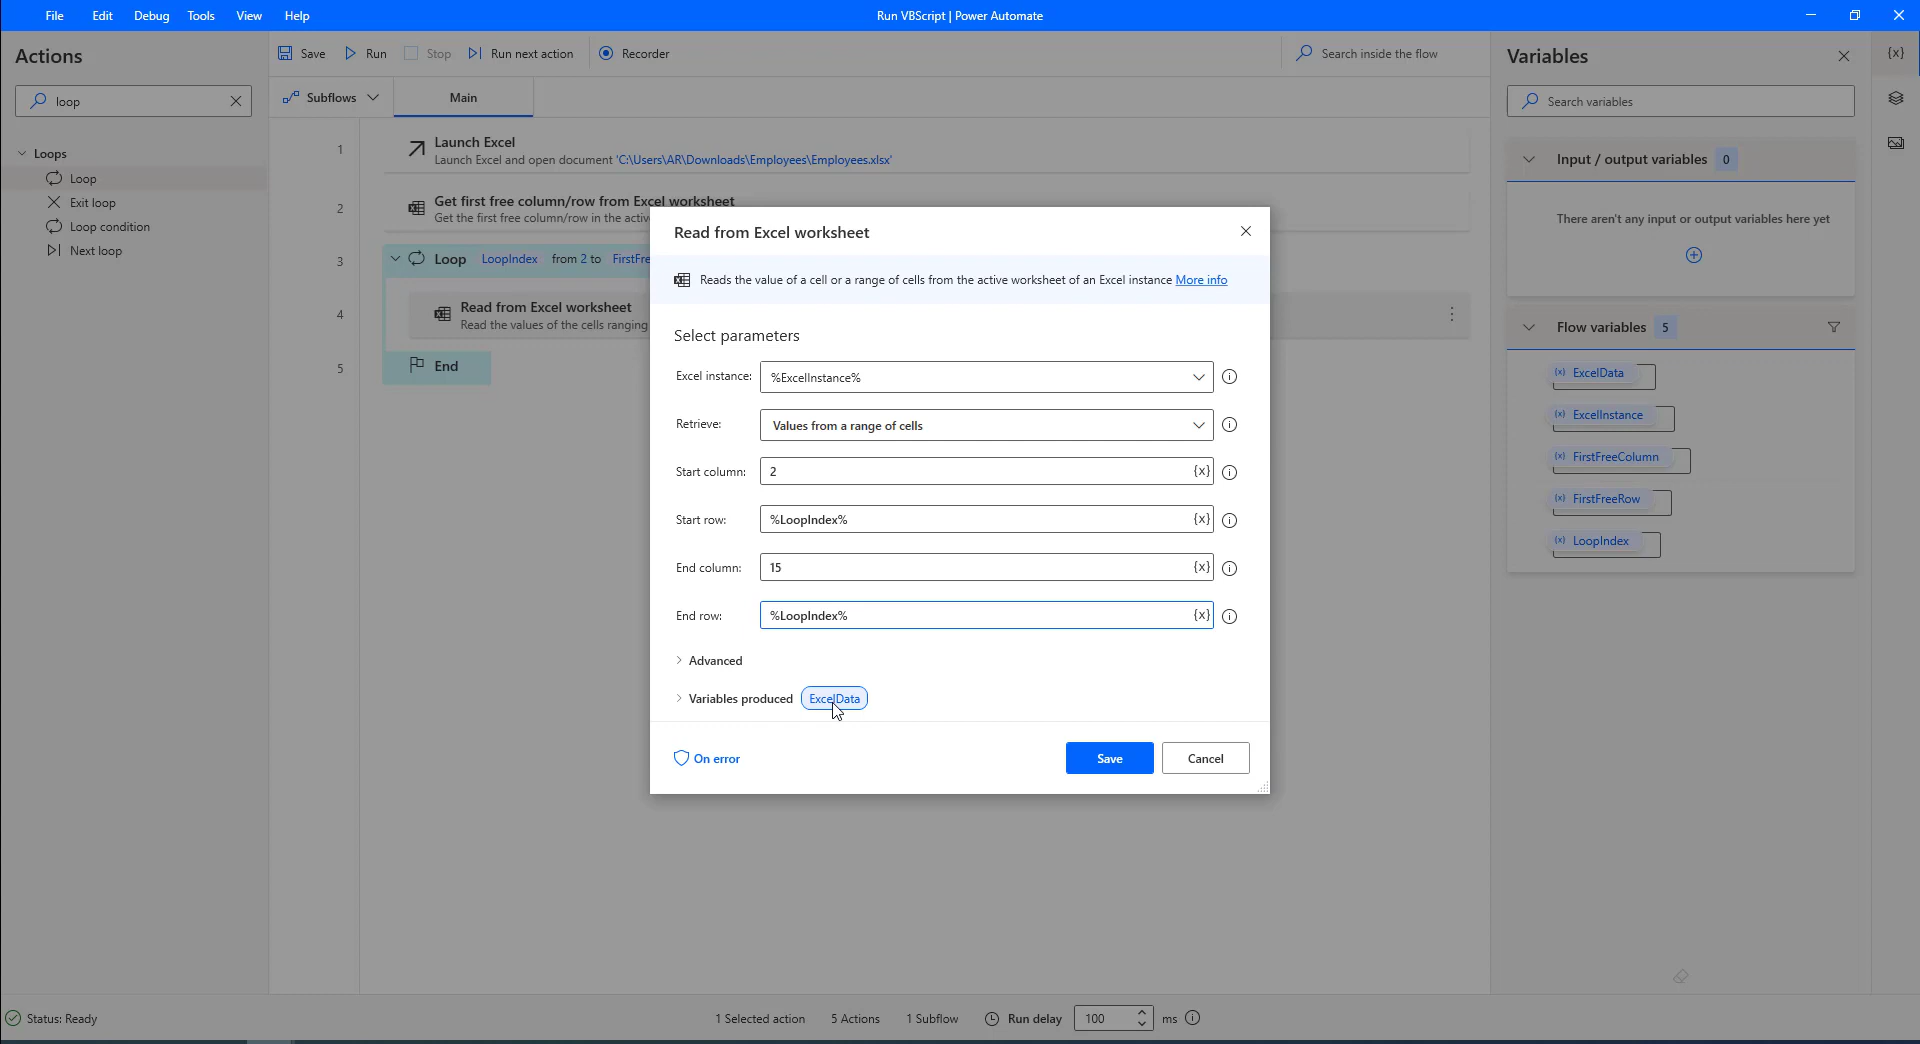 File Edit Debug Tools View Help Run VBScript | Power Automate
Actions
loop
Loops
Loop
Exit loop
Loop condition
Next loop
Save Run Stop Run next action Recorder Search inside the flow
Subflows Main
1 Launch Excel
Launch Excel and open document 'C:\Users\AR\Downloads\Employees\Employees.xlsx'
2 Get first free column/row from Excel worksheet
Get the first free column/row in the activ
3 Loop LoopIndex from 2 to FirstFre
4 Read from Excel worksheet
Read the values of the cells ranging
5 End
Read from Excel worksheet
Reads the value of a cell or a range of cells from the active worksheet of an Excel instance More info
Select parameters
Excel instance: %ExcelInstance%
Retrieve: Values from a range of cells
Start column: 2 {x}
Start row: %LoopIndex% {x}
End column: 15 {x}
End row: %LoopIndex% {x}
Advanced
Variables produced ExcelData
On error Save Cancel
Variables
{x}
Search variables
Input / output variables 0
There aren't any input or output variables here yet
Flow variables 5
(x) ExcelData
(x) ExcelInstance
(x) FirstFreeColumn
(x) FirstFreeRow
(x) LoopIndex
Status: Ready 1 Selected action 5 Actions 1 Subflow Run delay 100 ms